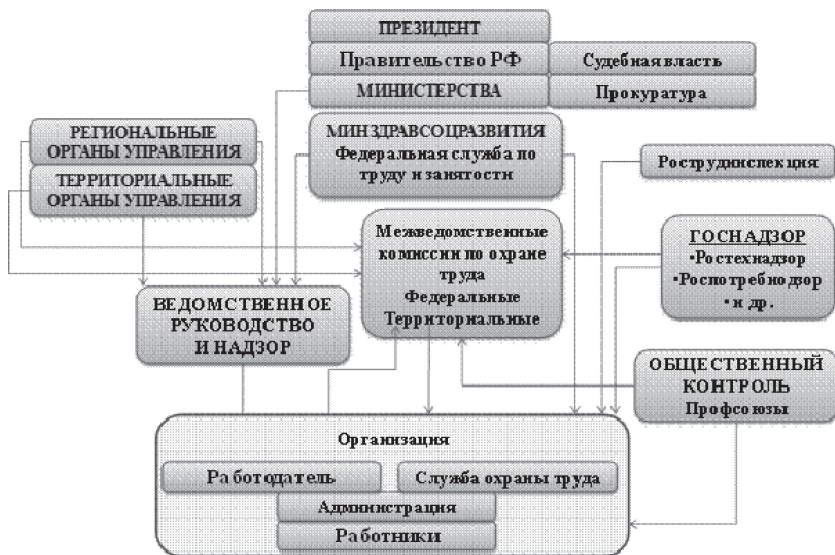 ПРЕЗИДЕНТ
Правительство РФ
Судебная власть
МИНИСТЕРСТВА
Прокуратура
РЕГИОНАЛЬНЫЕ
ОРГАНЫ УПРАВЛЕНИЯ
ТЕРРИТОРИАЛЬНЫЕ
ОРГАНЫ УПРАВЛЕНИЯ
МИНЗДРАВСОЦРАЗВИТИЯ
Федеральная служба по
труду и занятости
Рострудинспекция
Межведомственные
комиссии по охране
труда
Федеральные
Территориальные
ГОСНАДЗОР
•Ростехнадзор
•Роспотребнодзор
•и др.
ВЕДОМСТВЕННОЕ
РУКОВОДСТВО
И НАДЗОР
ОБЩЕСТВЕННЫЙ
КОНТРОЛЬ
Профсоюзы
Организация
Работодатель
Служба охраны труда
Администрация
Работники